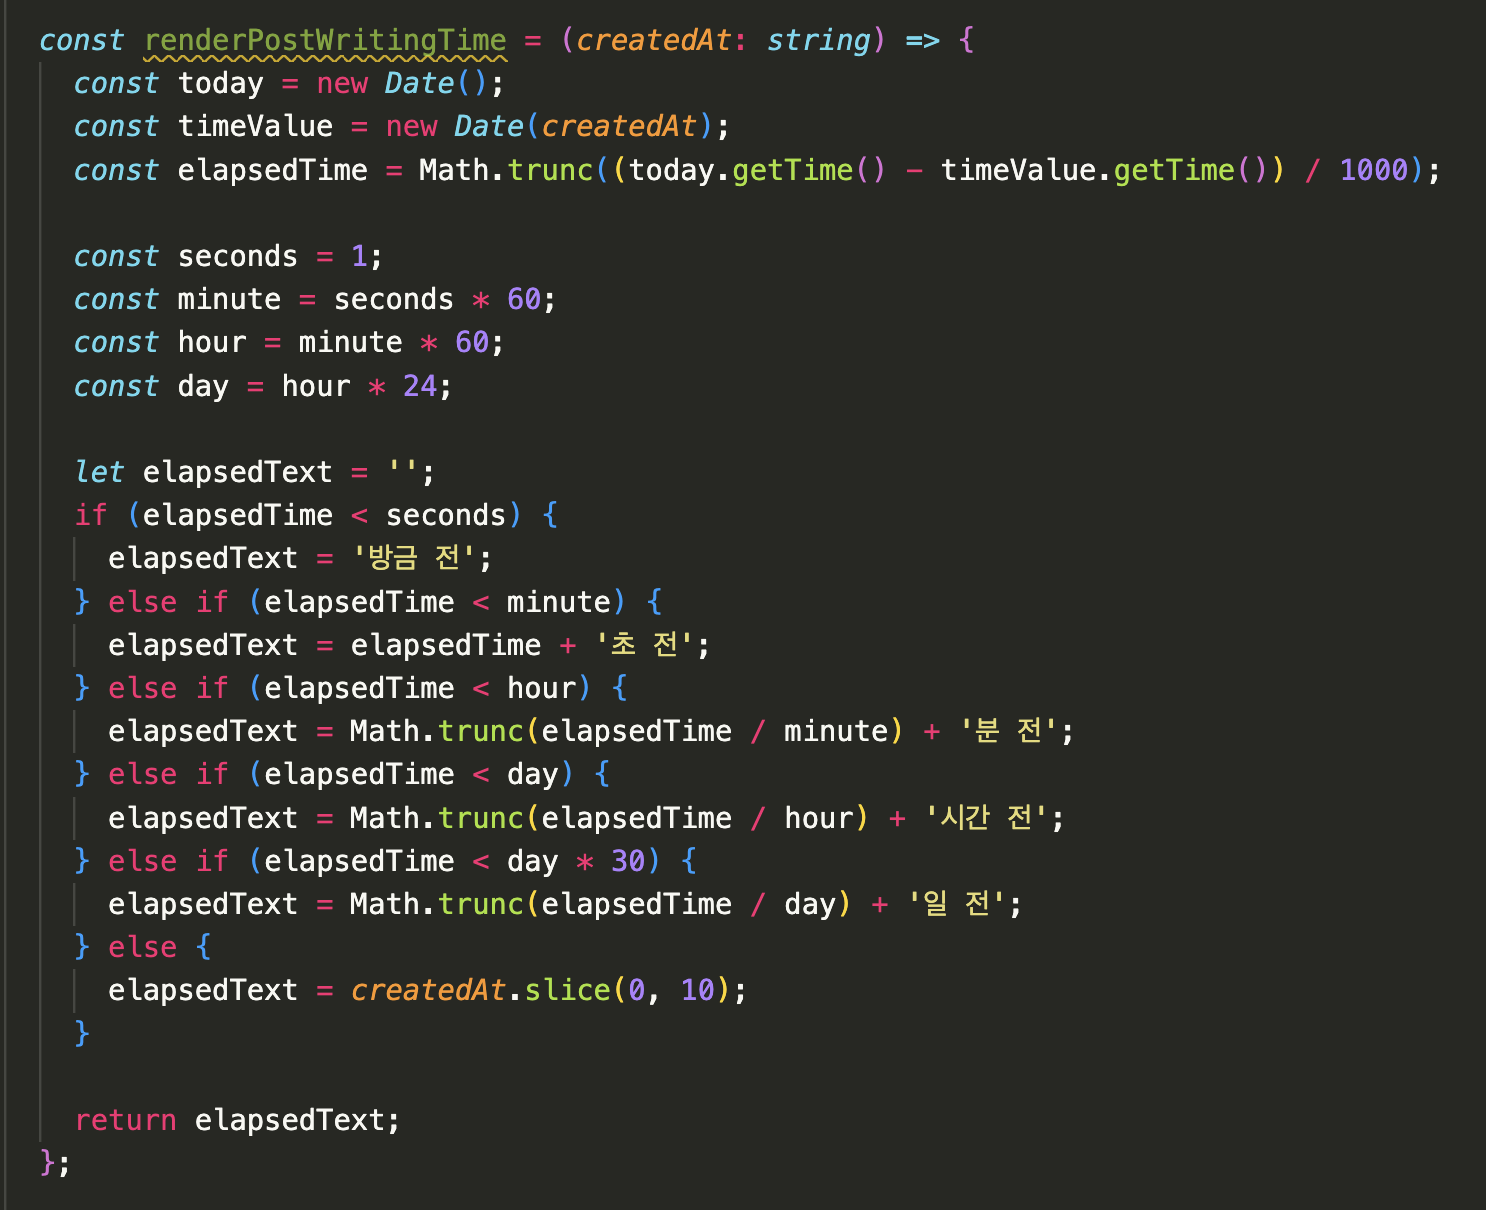 const renderPostWritingTime = (createdAt: string) => {
  const today = new Date();
  const timeValue = new Date(createdAt);
  const elapsedTime = Math.trunc((today.getTime() - timeValue.getTime()) / 1000);

  const seconds = 1;
  const minute = seconds * 60;
  const hour = minute * 60;
  const day = hour * 24;

  let elapsedText = '';
  if (elapsedTime < seconds) {
    elapsedText = '방금 전';
  } else if (elapsedTime < minute) {
    elapsedText = elapsedTime + '초 전';
  } else if (elapsedTime < hour) {
    elapsedText = Math.trunc(elapsedTime / minute) + '분 전';
  } else if (elapsedTime < day) {
    elapsedText = Math.trunc(elapsedTime / hour) + '시간 전';
  } else if (elapsedTime < day * 30) {
    elapsedText = Math.trunc(elapsedTime / day) + '일 전';
  } else {
    elapsedText = createdAt.slice(0, 10);
  }

  return elapsedText;
};